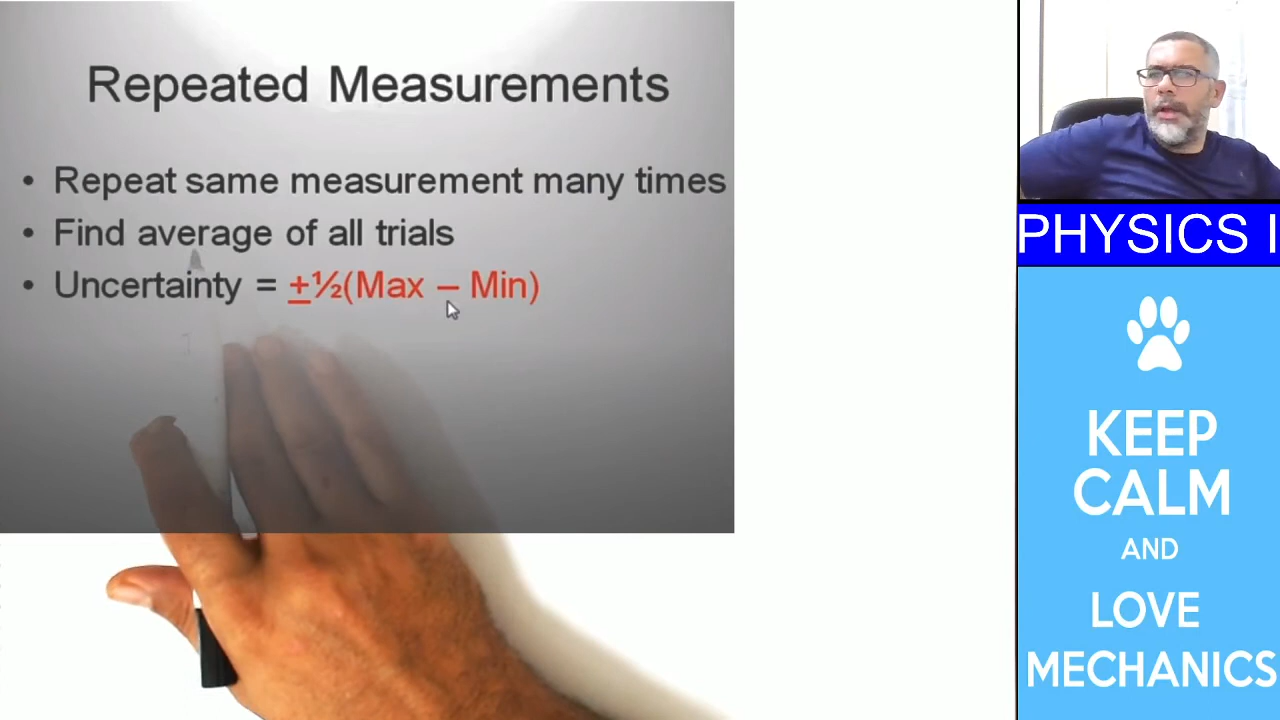 Repeated Measurements
• Repeat same measurement many times
• Find average of all trials
• Uncertainty = ±½(Max – Min)
PHYSICS I
KEEP
CALM
AND
LOVE
MECHANICS